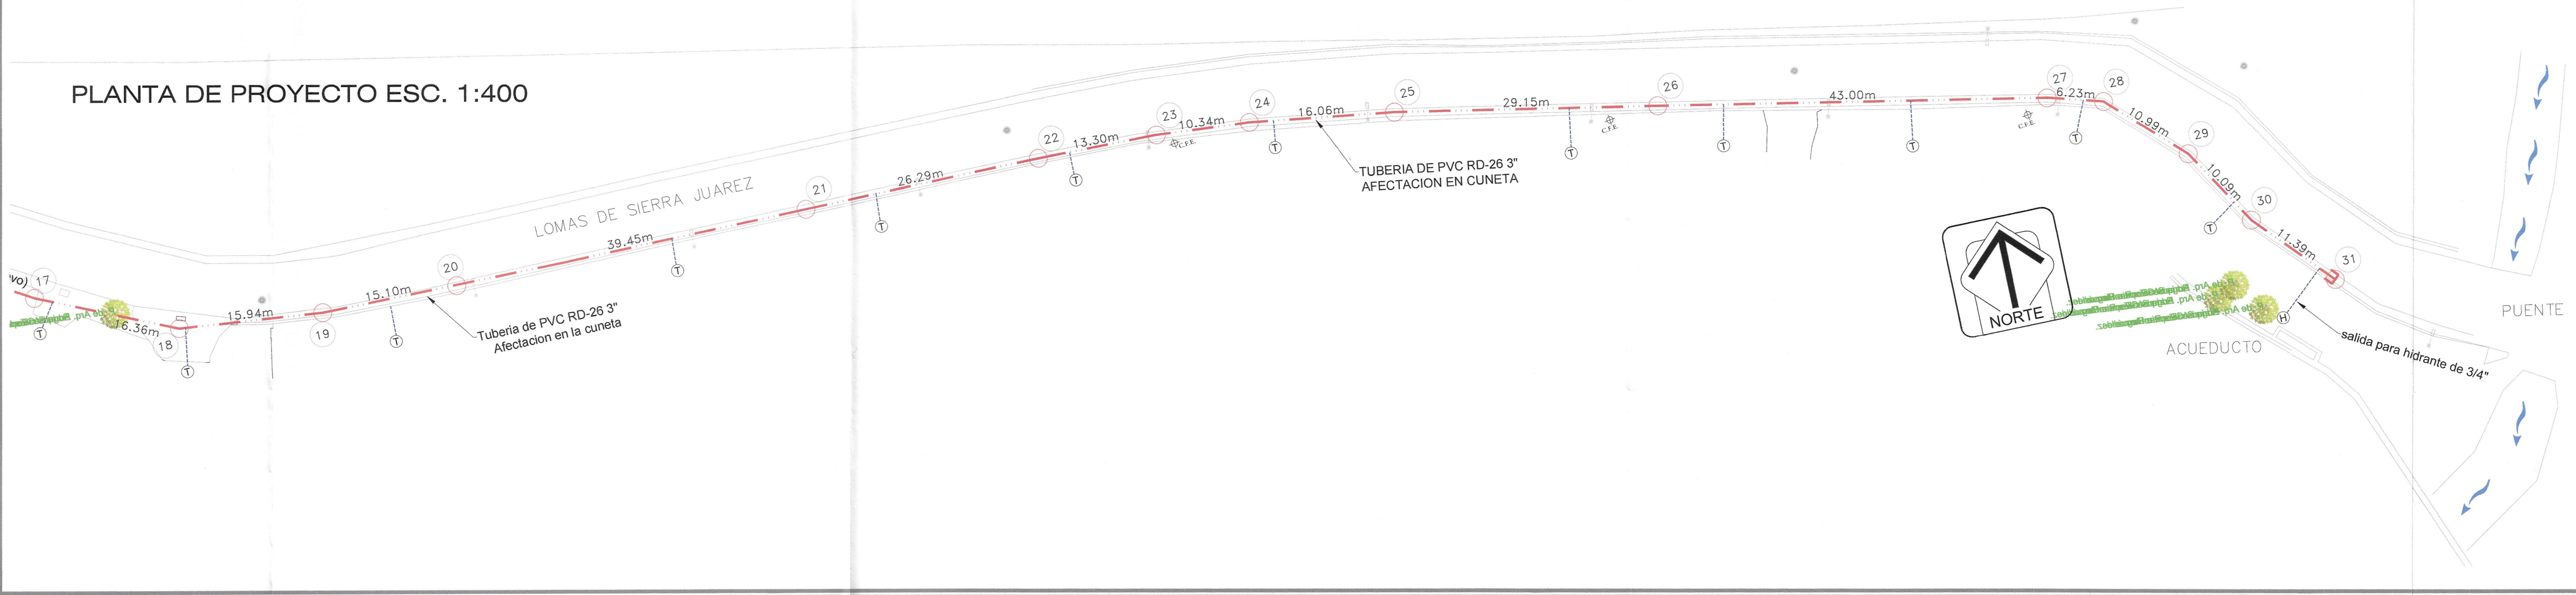 PLANTA DE PROYECTO ESC. 1:400
LOMAS DE SIERRA JUAREZ
vo)
17
16.36m
18
15.94m
19
15.10m
20
Tuberia de PVC RD-26 3"
Afectacion en la cuneta
39.45m
21
26.29m
22
13.30m
23
C.F.E.
10.34m
24
16.06m
TUBERIA DE PVC RD-26 3"
AFECTACION EN CUNETA
25
29.15m
C.F.E.
26
43.00m
C.F.E.
27
6.23m
28
10.99m
29
10.09m
30
11.39m
31
T
T
T
T
T
T
T
T
T
T
T
T
H
NORTE
salida para hidrante de 3/4"
ACUEDUCTO
PUENTE